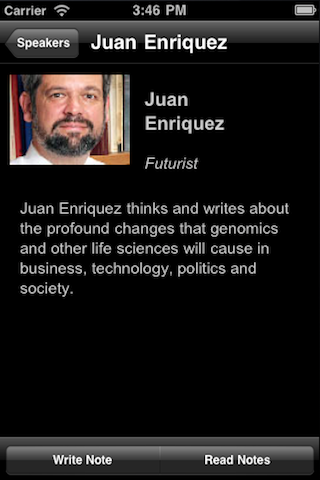 Carrier 3:46 PM
Speakers Juan Enriquez
Juan
Enriquez
Futurist
Juan Enriquez thinks and writes about
the profound changes that genomics
and other life sciences will cause in
business, technology, politics and
society.
Write Note Read Notes